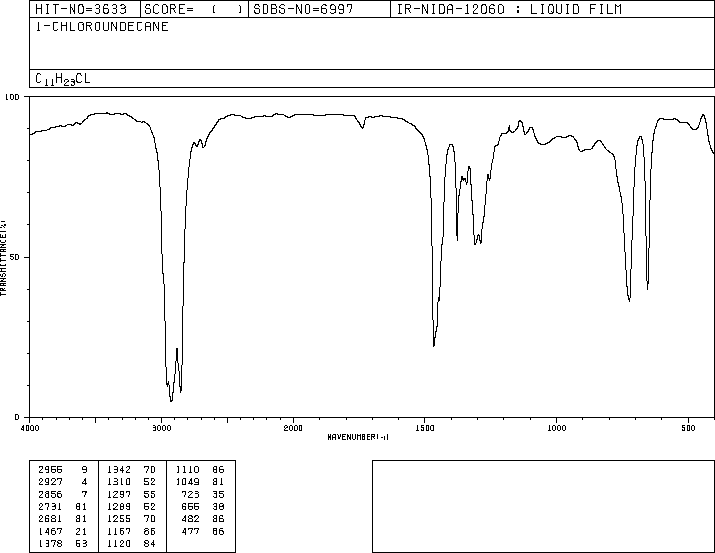 HIT-NO=3633 SCORE= ( ) SDBS-NO=6997 IR-NIDA-12060 : LIQUID FILM
1-CHLOROUNDECANE
C11H23CL
100
50
0
TRANSMITTANCE(%)
4000 3000 2000 1500 1000 500
WAVENUMBER(-1)
9 1342 70 1110 86
2927 4 1310 52 1049 81
2856 7 1297 55 723 35
2731 81 1289 52 655 38
2681 81 1255 70 482 86
1467 21 1167 86 477 86
1378 53 1120 84